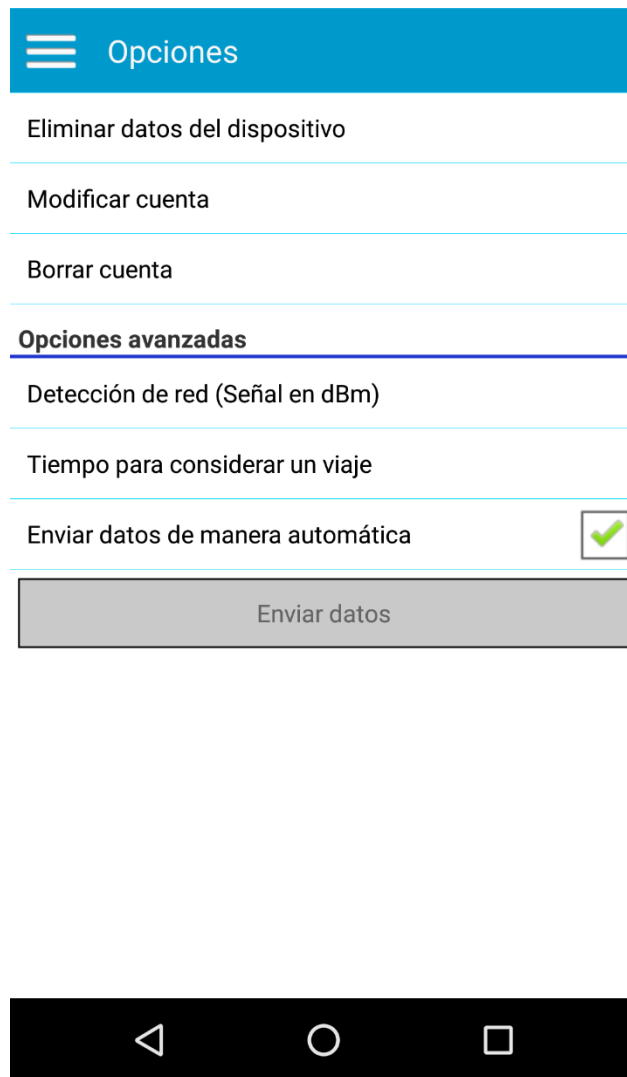 Opciones
Eliminar datos del dispositivo
Modificar cuenta
Borrar cuenta
Opciones avanzadas
Detección de red (Señal en dBm)
Tiempo para considerar un viaje
Enviar datos de manera automática
Enviar datos